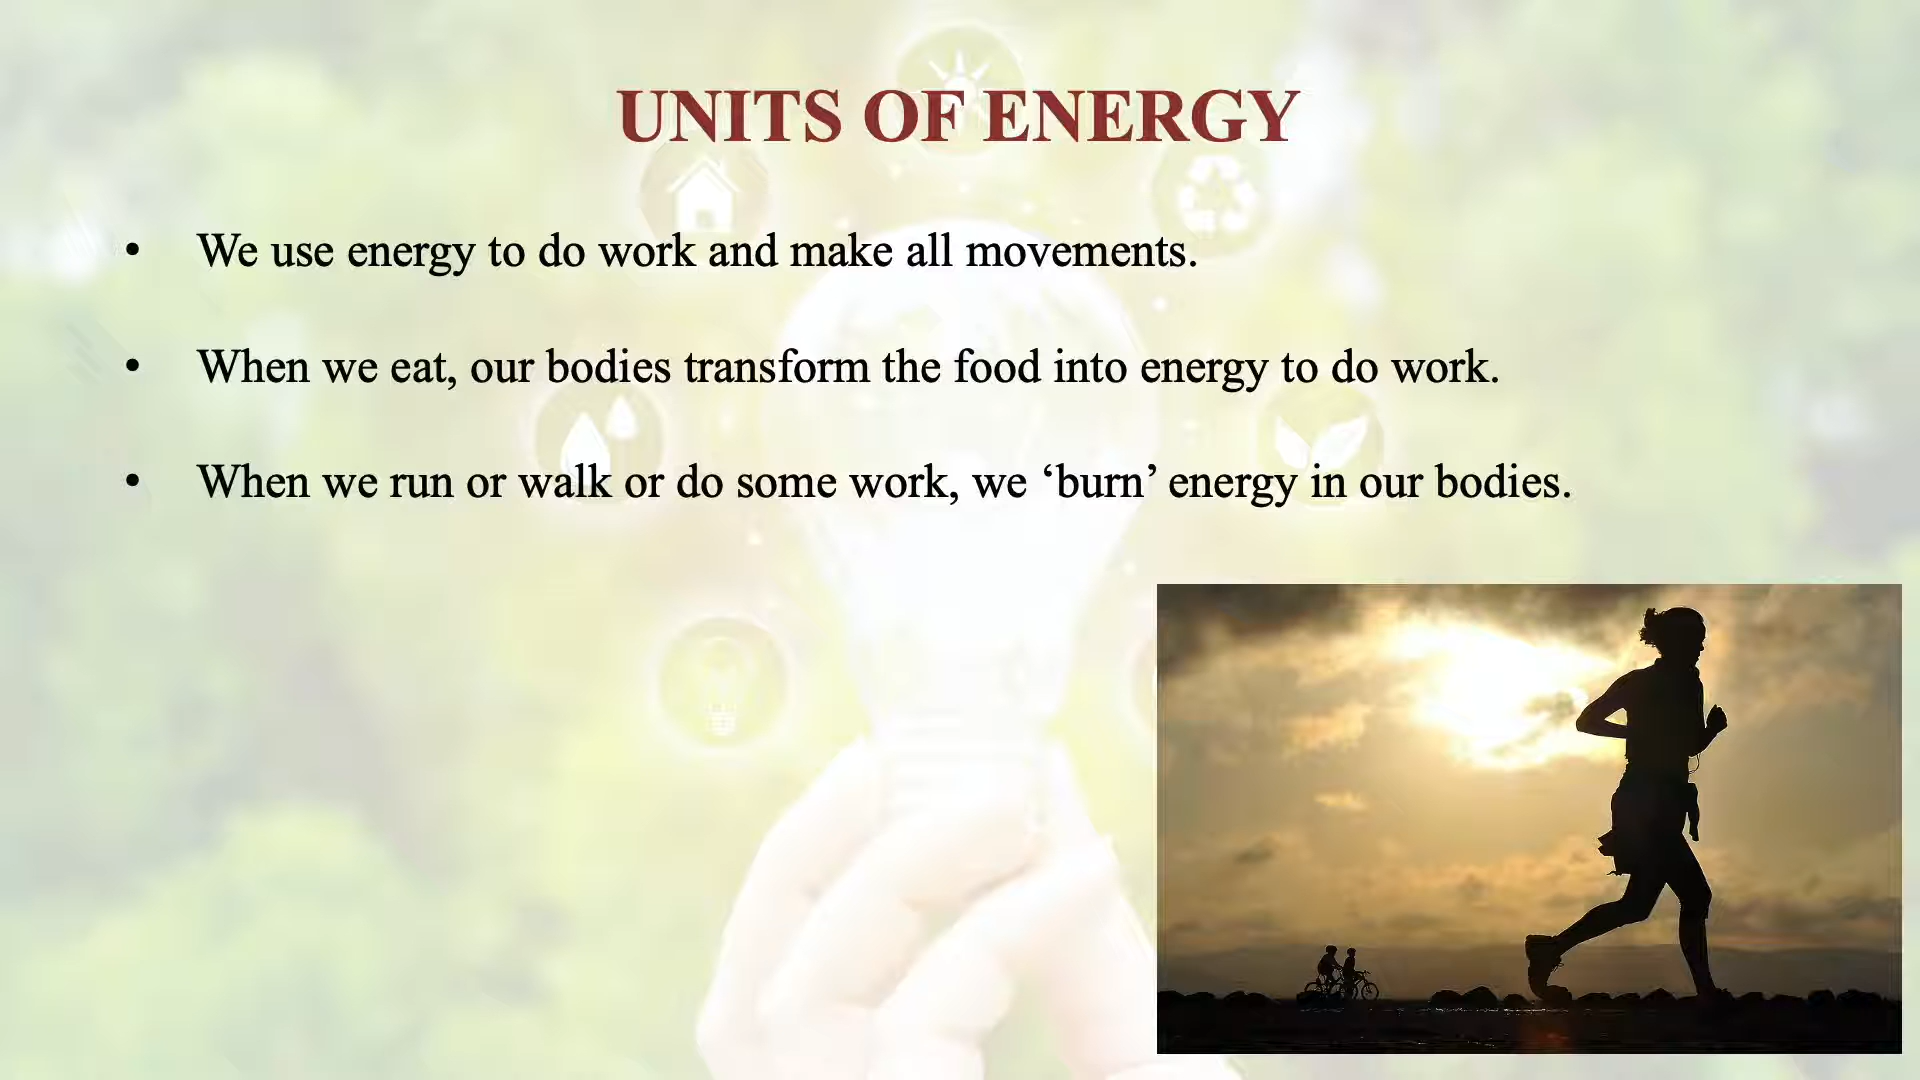 UNITS OF ENERGY
• We use energy to do work and make all movements.
• When we eat, our bodies transform the food into energy to do work.
• When we run or walk or do some work, we ‘burn’ energy in our bodies.